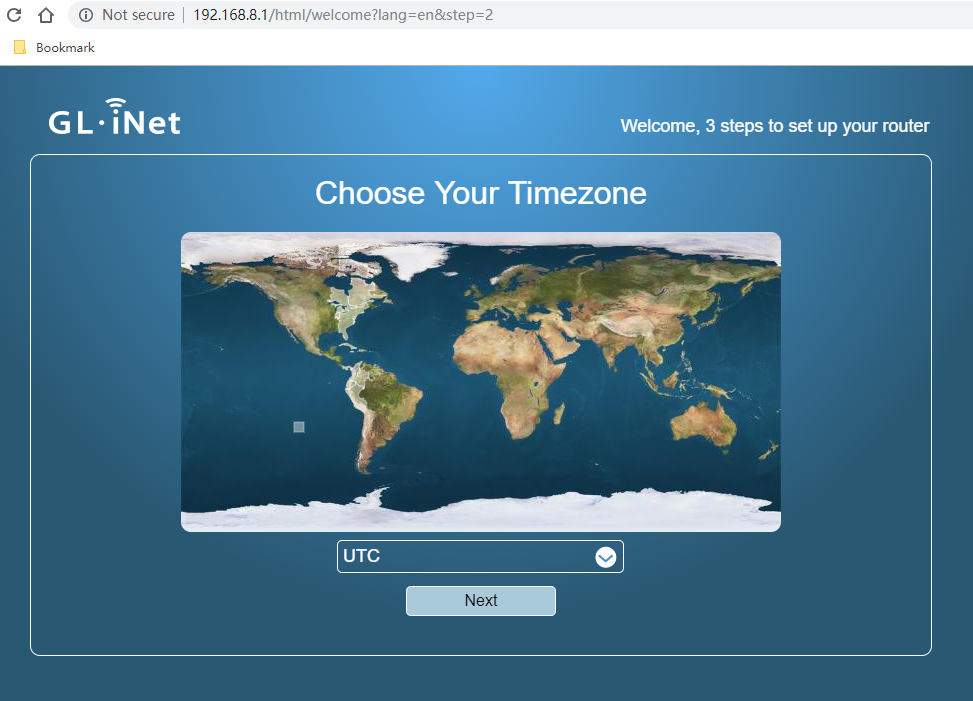 Not secure | 192.168.8.1/html/welcome?lang=en&step=2
Bookmark
GL·iNet
Welcome, 3 steps to set up your router
Choose Your Timezone
UTC
Next